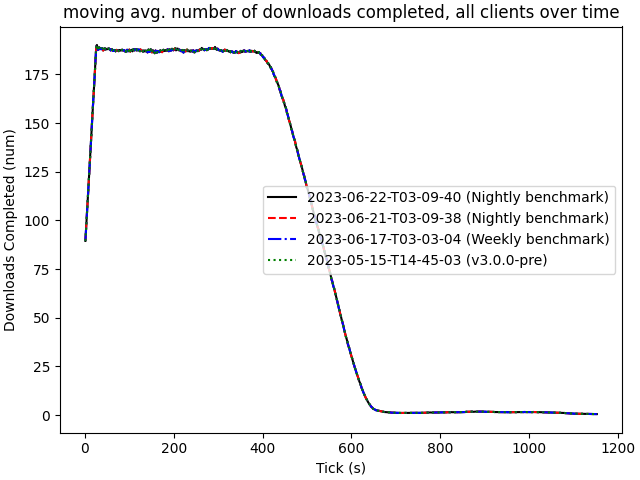 moving avg. number of downloads completed, all clients over time
Downloads Completed (num)
175
150
125
100
75
50
25
0
2023-06-22-T03-09-40 (Nightly benchmark)
2023-06-21-T03-09-38 (Nightly benchmark)
2023-06-17-T03-03-04 (Weekly benchmark)
2023-05-15-T14-45-03 (v3.0.0-pre)
0 200 400 600 800 1000 1200
Tick (s)